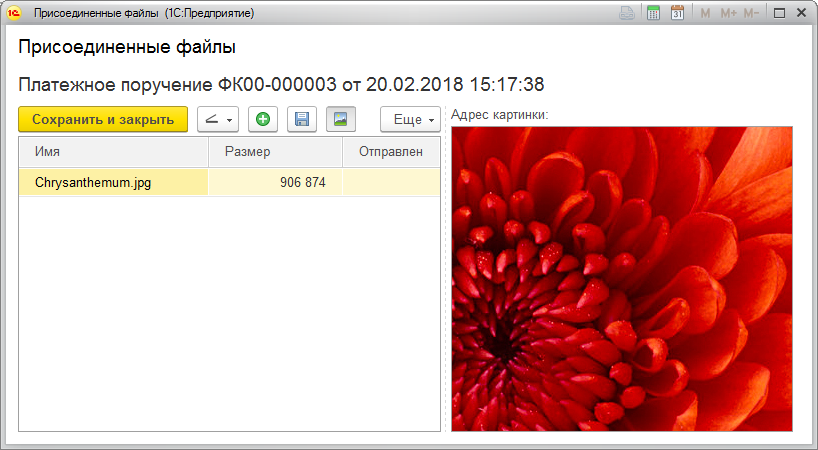 Присоединенные файлы (1С:Предприятие)
31 M M+ M-
Присоединенные файлы
Платежное поручение ФК00-000003 от 20.02.2018 15:17:38
Сохранить и закрыть Еще Адрес картинки:
Имя Размер Отправлен
Chrysanthemum.jpg 906 874